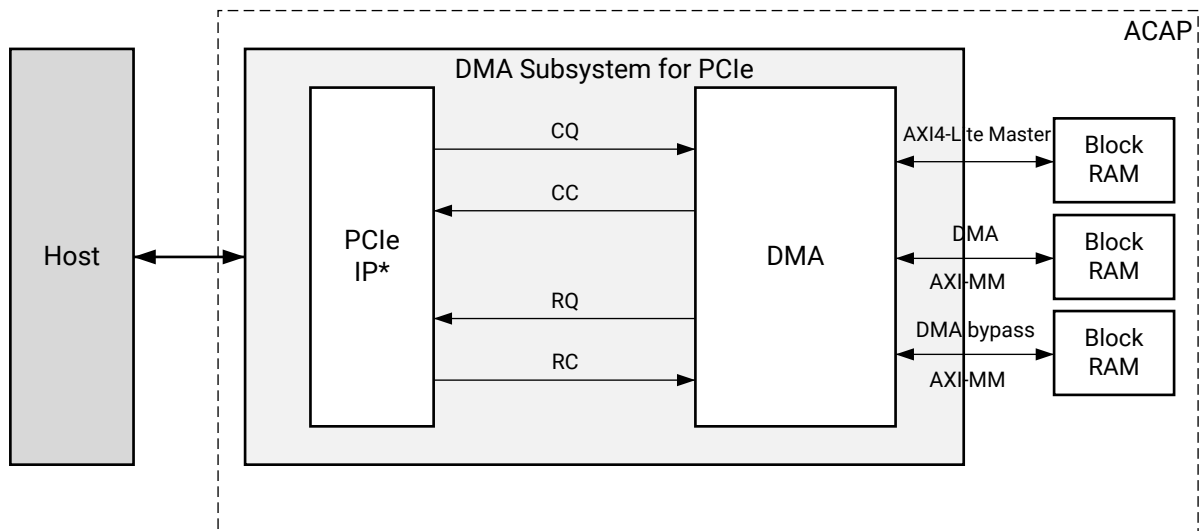 ACAP
DMA Subsystem for PCIe
Host
PCIe
IP*
CQ
CC
RQ
RC
DMA
AXI4-Lite Master
Block
RAM
DMA
AXI-MM
Block
RAM
DMA bypass
AXI-MM
Block
RAM